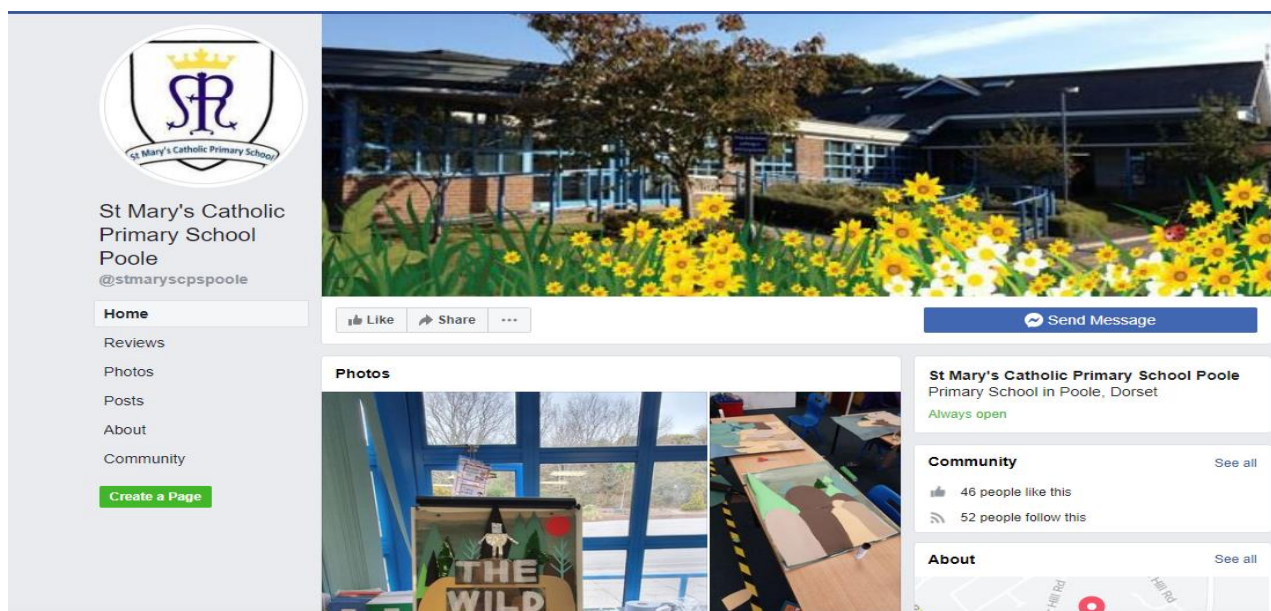 SR
St Mary's Catholic Primary School
St Mary's Catholic
Primary School
Poole
@stmaryscpspoole
Home
Reviews
Photos
Posts
About
Community
Create a Page
Like
Share
...
Send Message
Photos
THE
WILD
St Mary's Catholic Primary School Poole
Primary School in Poole, Dorset
Always open
Community
See all
46 people like this
52 people follow this
About
See all
Hill Rd
Hill Rd